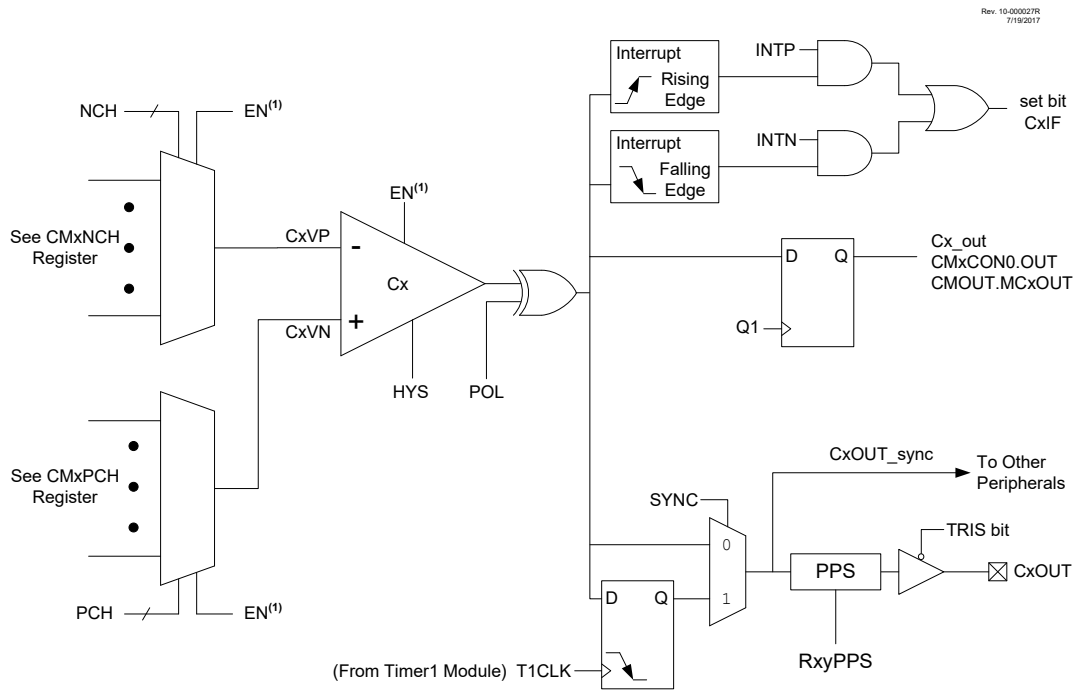 Rev. 10-000027R
7/19/2017
Interrupt
Rising
Edge
INTP
set bit
CxIF
Interrupt
Falling
Edge
INTN
NCH
EN(1)
See CMxNCH
Register
CxVP
EN(1)
-
Cx
+
CxVN
HYS
POL
D
Q
Q1
Cx_out
CMxCON0.OUT
CMOUT.MCxOUT
See CMxPCH
Register
PCH
EN(1)
CxOUT_sync
To Other
Peripherals
SYNC
0
1
TRIS bit
PPS
CxOUT
RxyPPS
D
Q
(From Timer1 Module) T1CLK